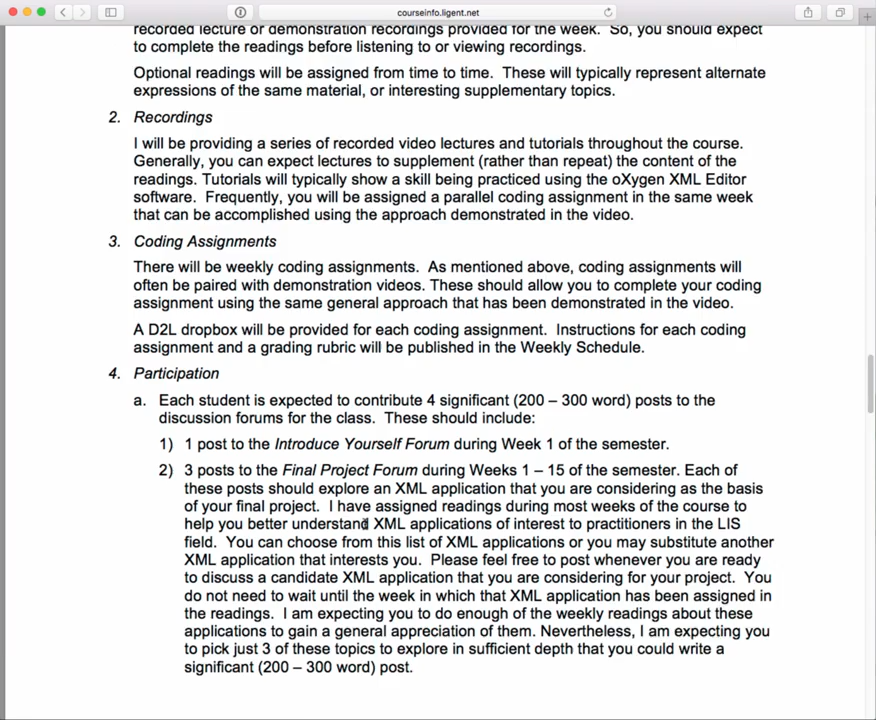 courseinfo.ligent.net
recorded lecture or demonstration recordings provided for the week. So, you should expect
to complete the readings before listening to or viewing recordings.
Optional readings will be assigned from time to time. These will typically represent alternate
expressions of the same material, or interesting supplementary topics.
2. Recordings
I will be providing a series of recorded video lectures and tutorials throughout the course.
Generally, you can expect lectures to supplement (rather than repeat) the content of the
readings. Tutorials will typically show a skill being practiced using the oXygen XML Editor
software. Frequently, you will be assigned a parallel coding assignment in the same week
that can be accomplished using the approach demonstrated in the video.
3. Coding Assignments
There will be weekly coding assignments. As mentioned above, coding assignments will
often be paired with demonstration videos. These should allow you to complete your coding
assignment using the same general approach that has been demonstrated in the video.
A D2L dropbox will be provided for each coding assignment. Instructions for each coding
assignment and a grading rubric will be published in the Weekly Schedule.
4. Participation
a. Each student is expected to contribute 4 significant (200 – 300 word) posts to the
discussion forums for the class. These should include:
1) 1 post to the Introduce Yourself Forum during Week 1 of the semester.
2) 3 posts to the Final Project Forum during Weeks 1 – 15 of the semester. Each of
these posts should explore an XML application that you are considering as the basis
of your final project. I have assigned readings during most weeks of the course to
help you better understand XML applications of interest to practitioners in the LIS
field. You can choose from this list of XML applications or you may substitute another
XML application that interests you. Please feel free to post whenever you are ready
to discuss a candidate XML application that you are considering for your project. You
do not need to wait until the week in which that XML application has been assigned in
the readings. I am expecting you to do enough of the weekly readings about these
applications to gain a general appreciation of them. Nevertheless, I am expecting you
to pick just 3 of these topics to explore in sufficient depth that you could write a
significant (200 – 300 word) post.